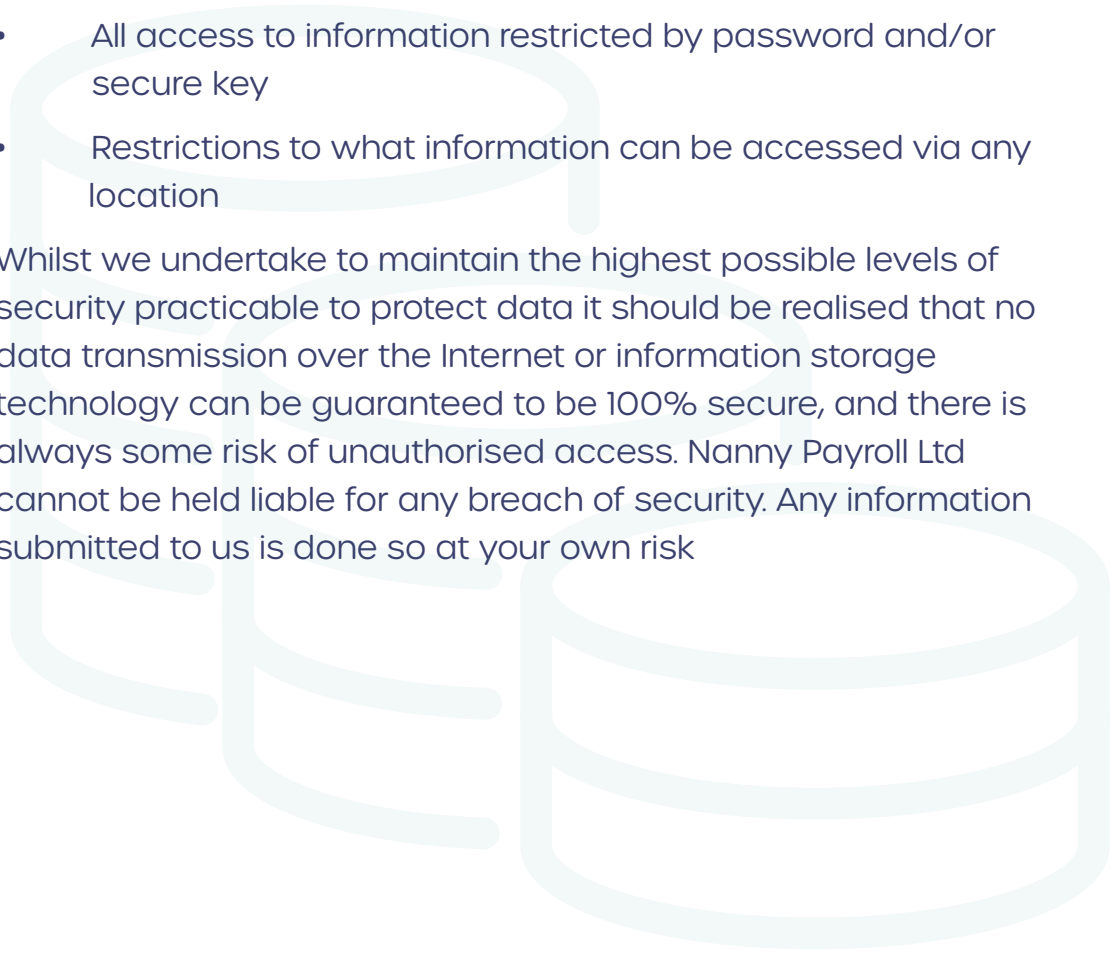 • All access to information restricted by password and/or
secure key
• Restrictions to what information can be accessed via any
location
Whilst we undertake to maintain the highest possible levels of
security practicable to protect data it should be realised that no
data transmission over the Internet or information storage
technology can be guaranteed to be 100% secure, and there is
always some risk of unauthorised access. Nanny Payroll Ltd
cannot be held liable for any breach of security. Any information
submitted to us is done so at your own risk